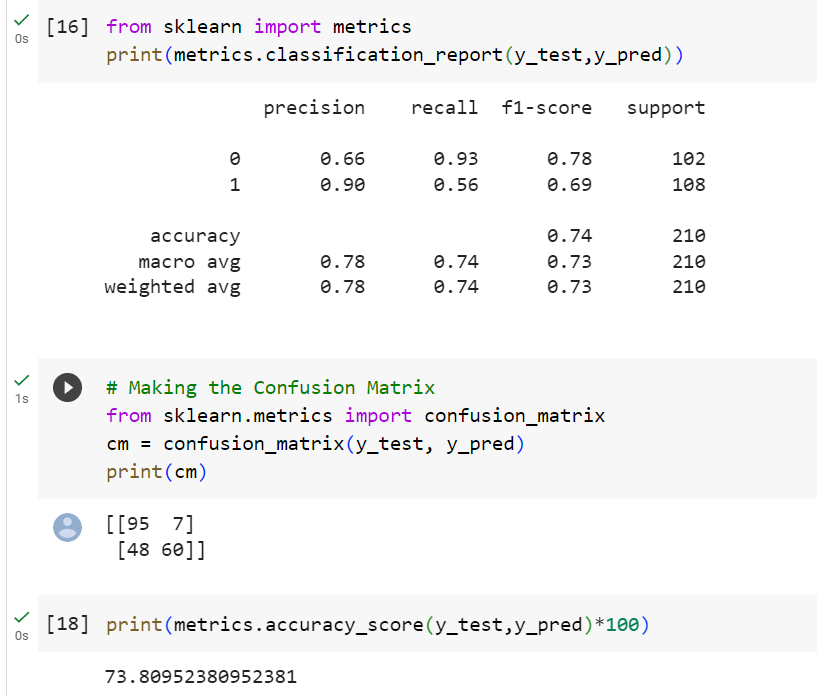 0s [16] from sklearn import metrics
print(metrics.classification_report(y_test,y_pred))
precision recall f1-score support
0 0.66 0.93 0.78 102
1 0.90 0.56 0.69 108
accuracy 0.74 210
macro avg 0.78 0.74 0.73 210
weighted avg 0.78 0.74 0.73 210
1s # Making the Confusion Matrix
from sklearn.metrics import confusion_matrix
cm = confusion_matrix(y_test, y_pred)
print(cm)
[[95 7]
[48 60]]
0s [18] print(metrics.accuracy_score(y_test,y_pred)*100)
73.80952380952381